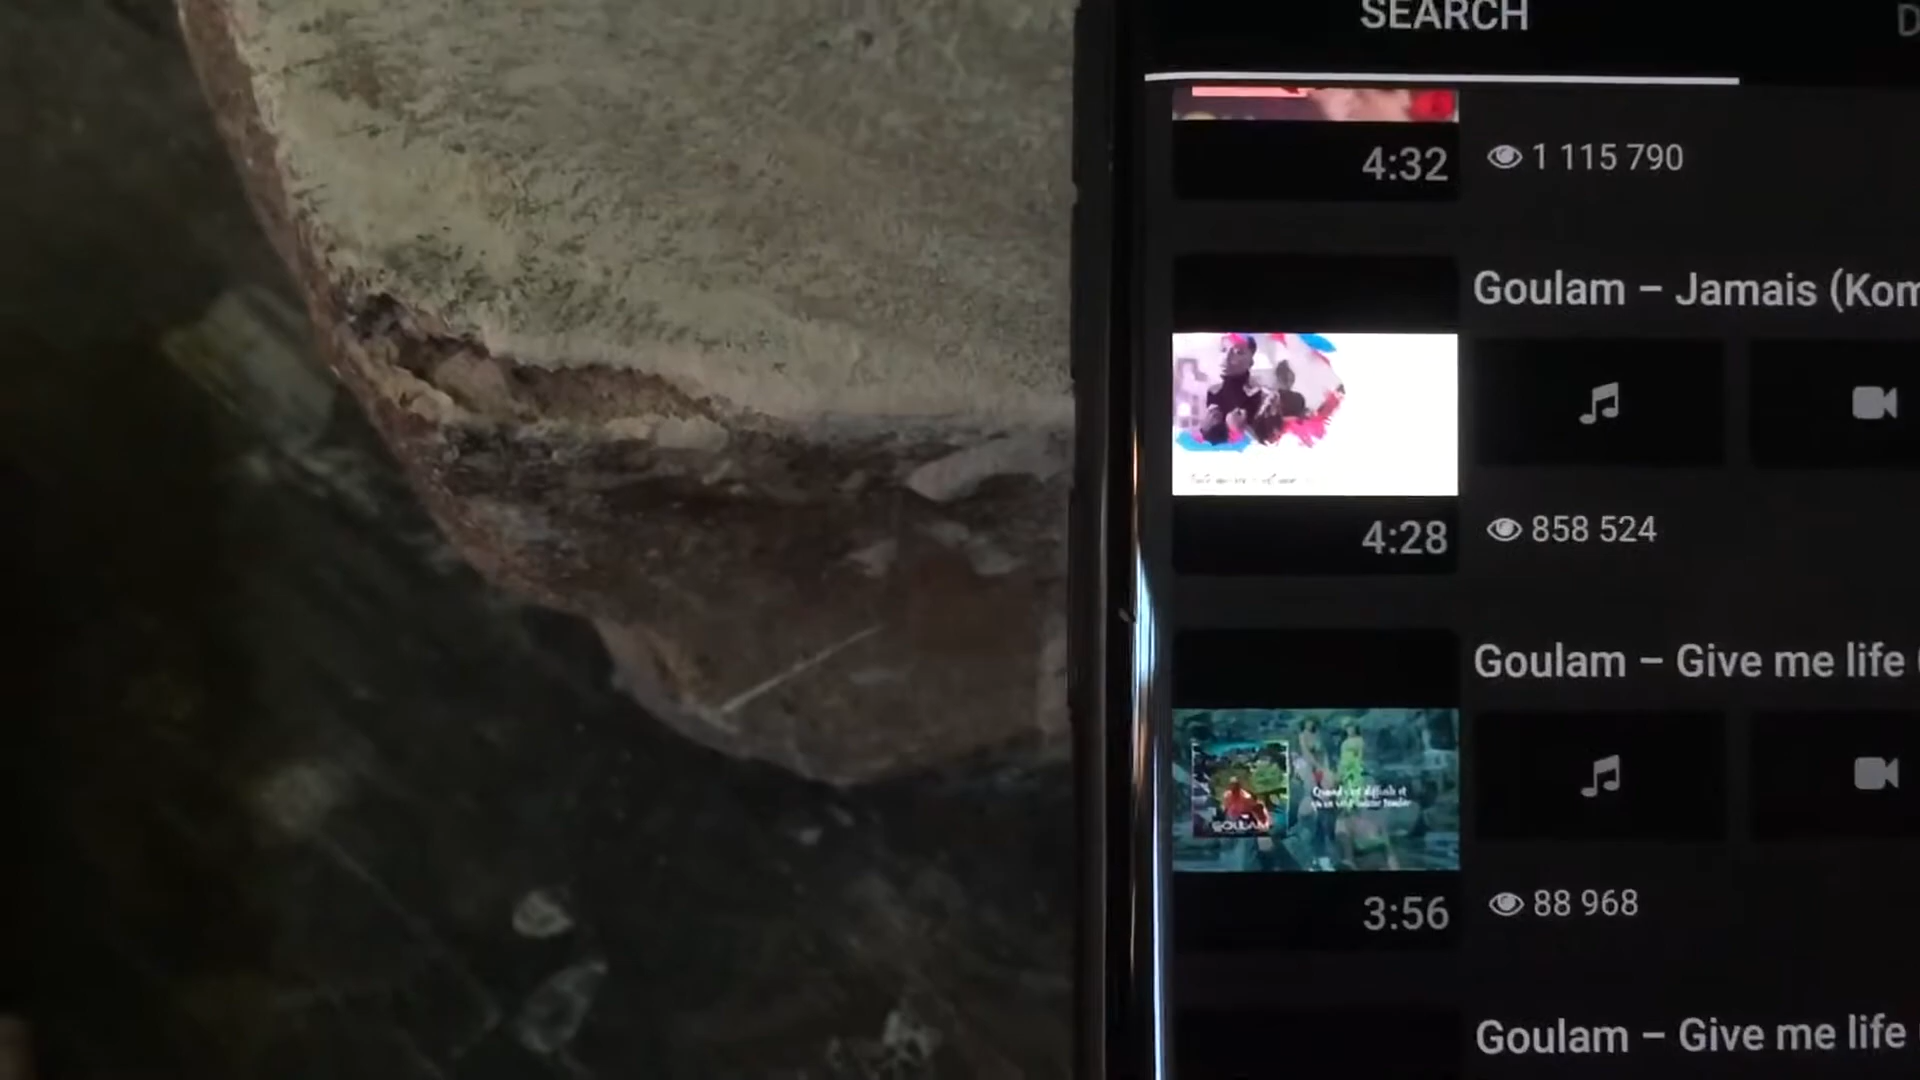 SEARCH
D
4:32
1 115 790
Goulam – Jamais (Kom
4:28
858 524
Goulam – Give me life
GOULAM
3:56
88 968
Goulam – Give me life